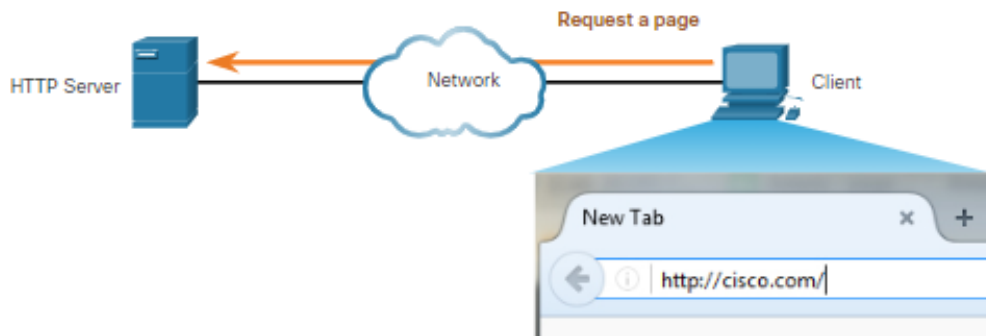 Request a page
HTTP Server
Network
Client
New Tab
http://cisco.com/